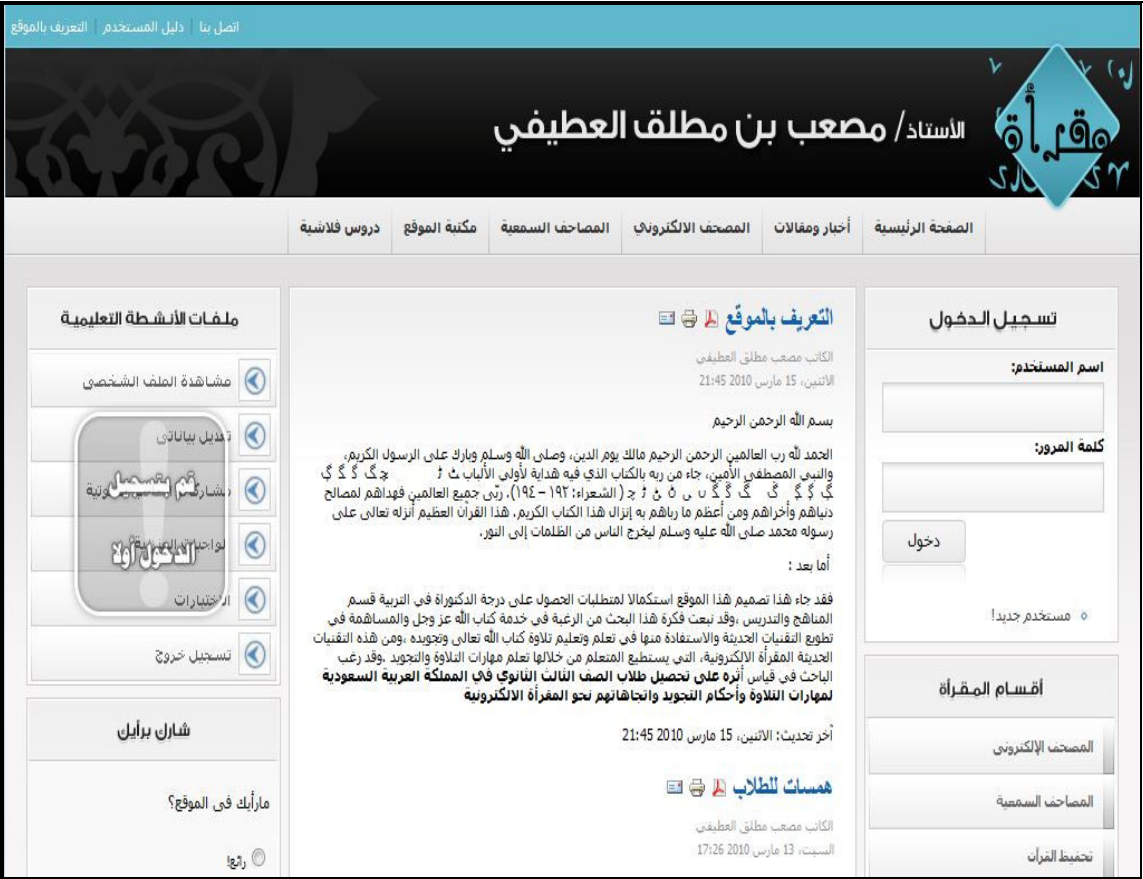 اتصل بنا | دليل المستخدم | التعريف بالموقع
مقرأة
الأستاذ/ مصعب بن مطلق العطيفي
الصفحة الرئيسية
أخبار ومقالات
المصحف الالكتروني
المصاحف السمعية
مكتبة الموقع
دروس فلاشية
تسجيل الدخول
اسم المستخدم:
كلمة المرور:
دخول
مستخدم جديد!
أقسام المقرأة
المصحف الإلكتروني
المصاحف السمعية
تحفيظ القرآن
التعريف بالموقع
الكاتب مصعب مطلق العطيفي
الاثنين، 15 مارس 2010 21:45
بسم الله الرحمن الرحيم
الحمد لله رب العالمين الرحمن الرحيم مالك يوم الدين، وصلى الله وسلم وبارك على الرسول الكريم،
والنبي المصطفى الأمين، جاء من ربه بالكتاب الذي فيه هداية لأولي الألباب
(الشعراء: ١٩٢ – ١٩٤). ربّى جميع العالمين فهداهم لمصالح
دنياهم وأخراهم ومن أعظم ما رباهم به إنزال هذا الكتاب الكريم. هذا القرآن العظيم أنزله تعالى على
رسوله محمد صلى الله عليه وسلم ليخرج الناس من الظلمات إلى النور.
أما بعد :
فقد جاء هذا تصميم هذا الموقع استكمالا لمتطلبات الحصول على درجة الدكتوراة في التربية قسم
المناهج والتدريس ،وقد تبعت فكرة هذا البحث من الرغبة في خدمة كتاب الله عز وجل والمساهمة في
تطويع التقنيات الحديثة والاستفادة منها في تعلم وتعليم تلاوة كتاب الله تعالى وتجويده ،ومن هذه التقنيات
الحديثة المقرأة الالكترونية، التي يستطيع المتعلم من خلالها تعلم مهارات التلاوة والتجويد .وقد رغب
الباحث في قياس أثره على تحصيل طلاب الصف الثالث الثانوي في المملكة العربية السعودية
لمهارات التلاوة وأحكام التجويد واتجاهاتهم نحو المقرأة الالكترونية
آخر تحديث: الاثنين، 15 مارس 2010 21:45
همسات للطلاب
الكاتب مصعب مطلق العطيفي
السبت، 13 مارس 2010 17:26
ملفات الأنشطة التعليمية
مشاهدة الملف الشخصي
تعديل بياناتي
قم بتسجيل
الدخول أولا
الاختبارات
تسجيل خروج
شارك برأيك
مارأيك في الموقع؟
رائع!